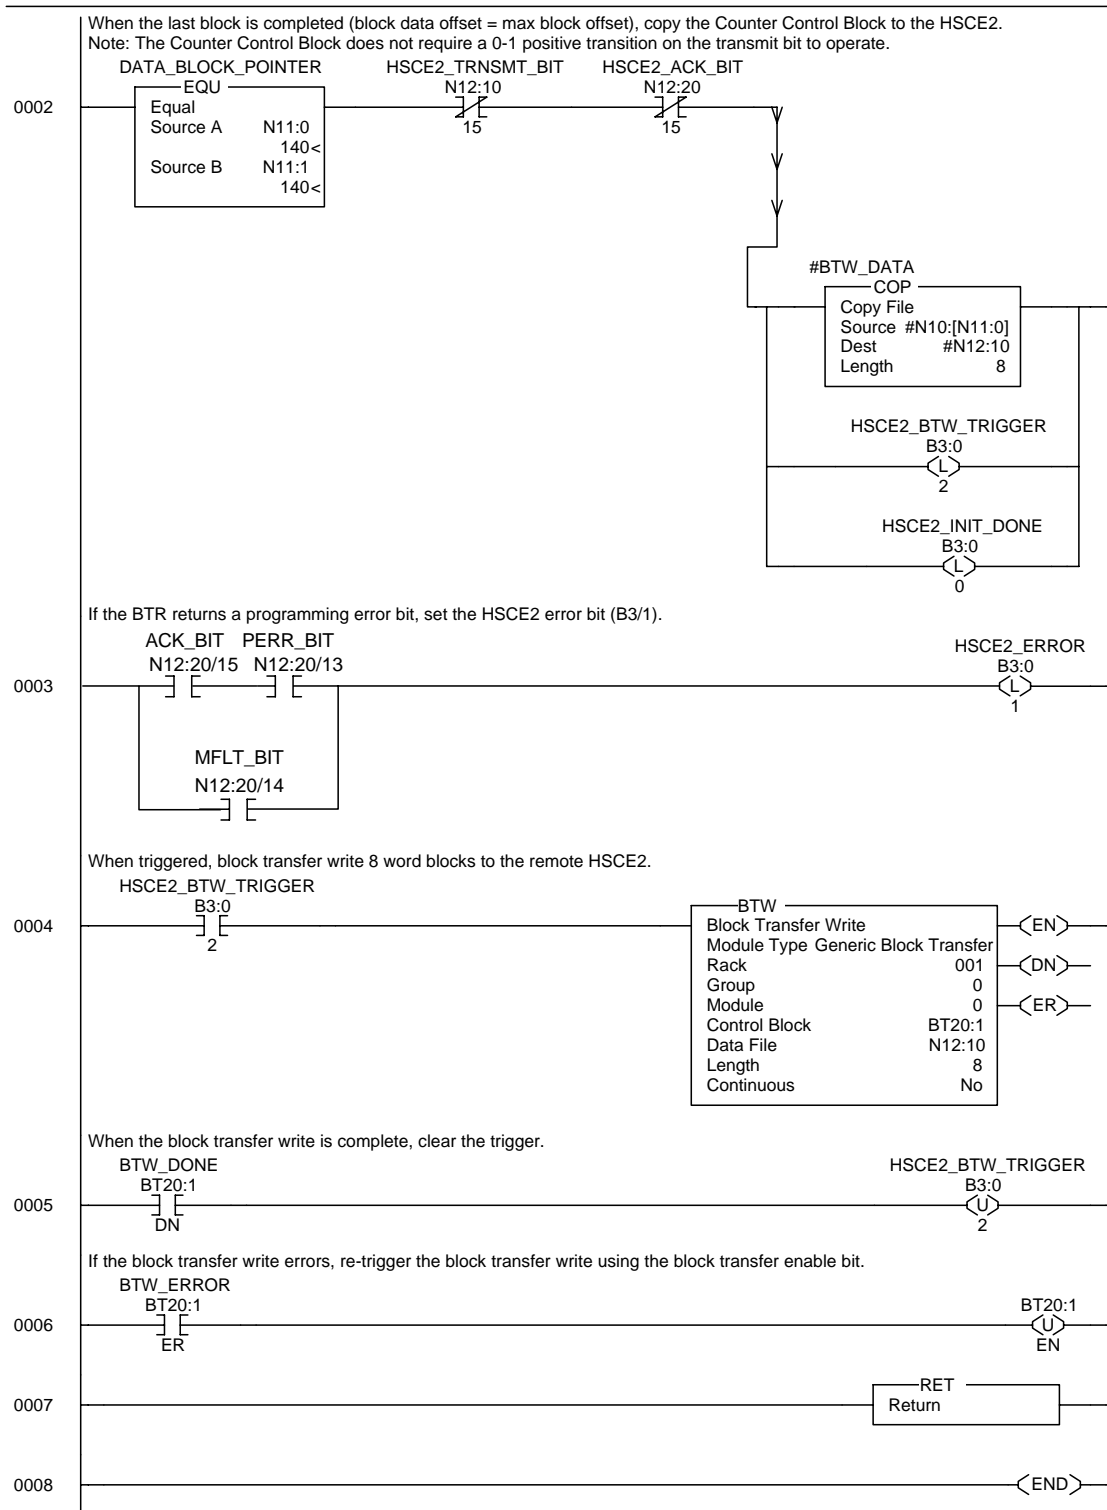 When the last block is completed (block data offset = max block offset), copy the Counter Control Block to the HSCE2.
Note: The Counter Control Block does not require a 0-1 positive transition on the transmit bit to operate.
DATA_BLOCK_POINTER HSCE2_TRNSMT_BIT HSCE2_ACK_BIT
EQU N12:10 N12:20
0002 Equal
Source A N11:0 15 15
140<
Source B N11:1
140<
#BTW_DATA
COP
Copy File
Source #N10:[N11:0]
Dest #N12:10
Length 8
HSCE2_BTW_TRIGGER
B3:0
L
2
HSCE2_INIT_DONE
B3:0
L
0
If the BTR returns a programming error bit, set the HSCE2 error bit (B3/1).
ACK_BIT PERR_BIT HSCE2_ERROR
N12:20/15 N12:20/13 B3:0
0003 L
1
MFLT_BIT
N12:20/14
When triggered, block transfer write 8 word blocks to the remote HSCE2.
HSCE2_BTW_TRIGGER
B3:0 BTW
0004 Block Transfer Write EN
2 Module Type Generic Block Transfer
Rack 001 DN
Group 0
Module 0 ER
Control Block BT20:1
Data File N12:10
Length 8
Continuous No
When the block transfer write is complete, clear the trigger.
BTW_DONE HSCE2_BTW_TRIGGER
BT20:1 B3:0
0005 U
DN 2
If the block transfer write errors, re-trigger the block transfer write using the block transfer enable bit.
BTW_ERROR
BT20:1 BT20:1
0006 U
ER EN
RET
0007 Return
0008 END